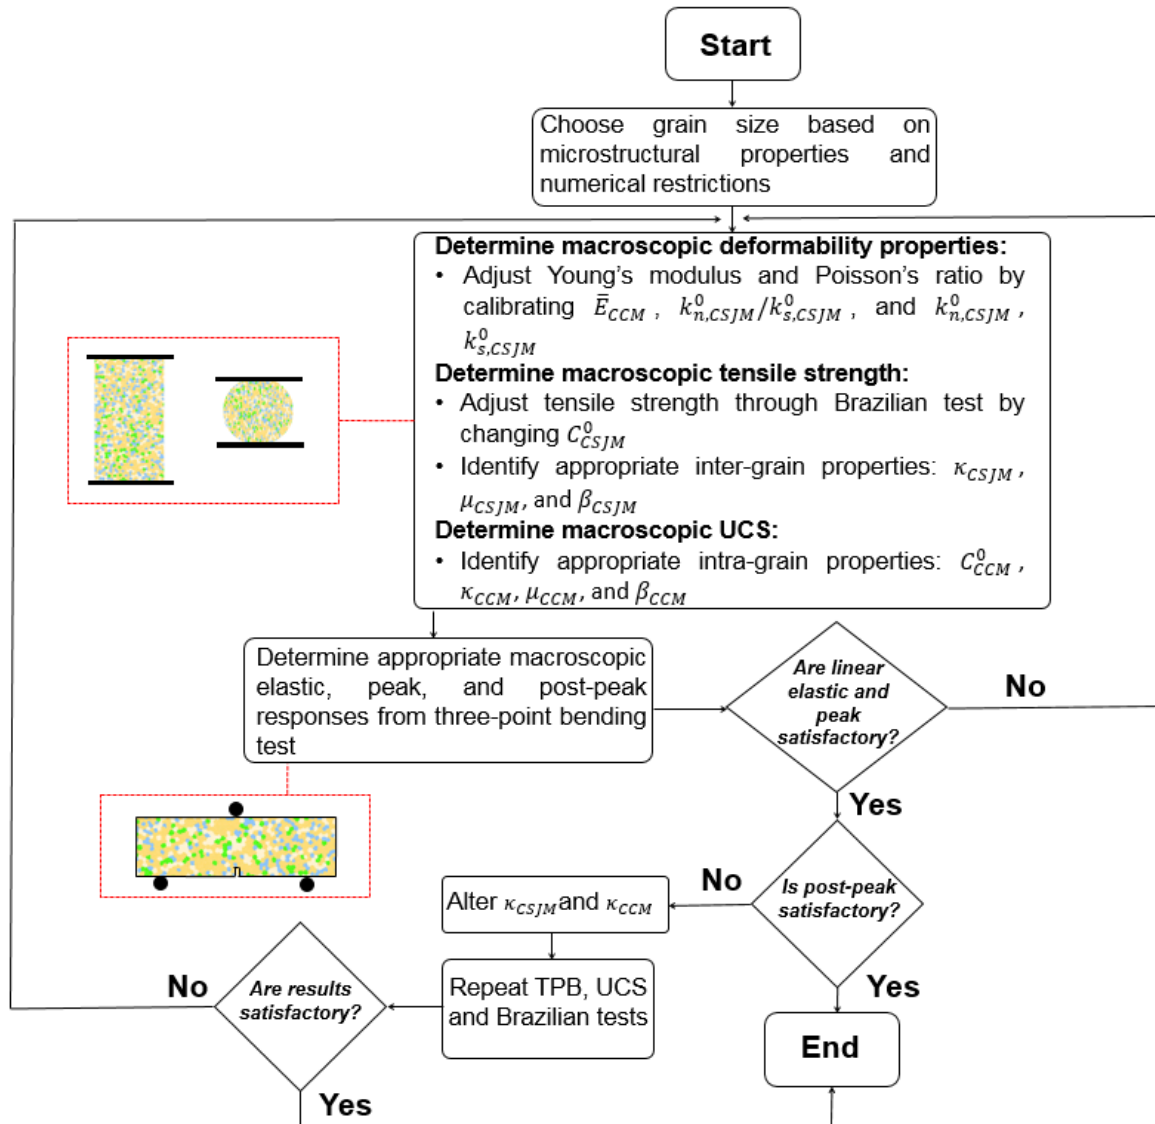 Start
Choose grain size based on
microstructural properties and
numerical restrictions
Determine macroscopic deformability properties:
• Adjust Young's modulus and Poisson's ratio by
calibrating Ē_CCM , k⁰_n,CSJM/k⁰_s,CSJM , and k⁰_n,CSJM ,
k⁰_s,CSJM
Determine macroscopic tensile strength:
• Adjust tensile strength through Brazilian test by
changing C⁰_CSJM
• Identify appropriate inter-grain properties: κ_CSJM ,
μ_CSJM, and β_CSJM
Determine macroscopic UCS:
• Identify appropriate intra-grain properties: C⁰_CCM ,
κ_CCM, μ_CCM, and β_CCM
Determine appropriate macroscopic
elastic, peak, and post-peak
responses from three-point bending
test
Are linear
elastic and
peak
satisfactory?
No
Yes
Is post-peak
satisfactory?
No
Yes
Alter κ_CSJM and κ_CCM
Repeat TPB, UCS
and Brazilian tests
Are results
satisfactory?
No
Yes
End